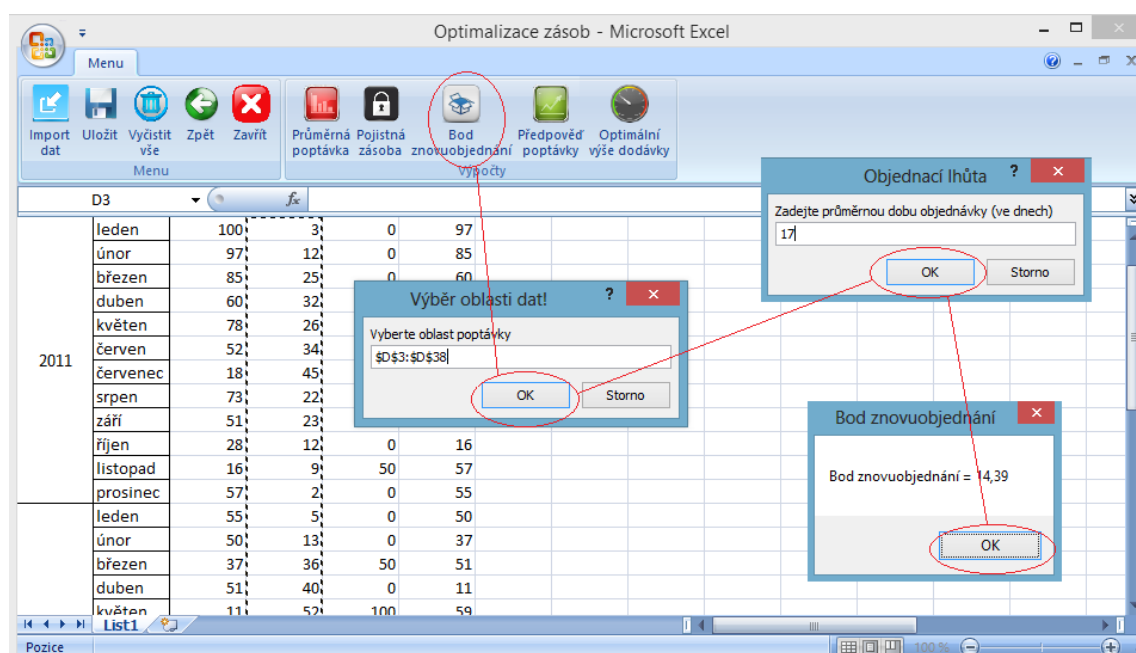 Optimalizace zásob - Microsoft Excel
Menu
Import dat
Uložit
Vyčistit vše
Zpět
Zavřít
Průměrná poptávka
Pojistná zásoba
Bod znovuobjednání
Předpověď poptávky
Optimální výše dodávky
Menu
Výpočty
D3
fx
leden 100 3 0 97
únor 97 12 0 85
březen 85 25 0 60
duben 60 32
květen 78 26
červen 52 34
2011
červenec 18 45
srpen 73 22
září 51 23
říjen 28 12 0 16
listopad 16 9 50 57
prosinec 57 2 0 55
leden 55 5 0 50
únor 50 13 0 37
březen 37 36 50 51
duben 51 40 0 11
květen 11 52 100 59
Výběr oblasti dat! ?
Vyberte oblast poptávky
$D$3:$D$38
OK Storno
Objednací lhůta ?
Zadejte průměrnou dobu objednávky (ve dnech)
17
OK Storno
Bod znovuobjednání
Bod znovuobjednání = 14,39
OK
List1
Pozice
100 %